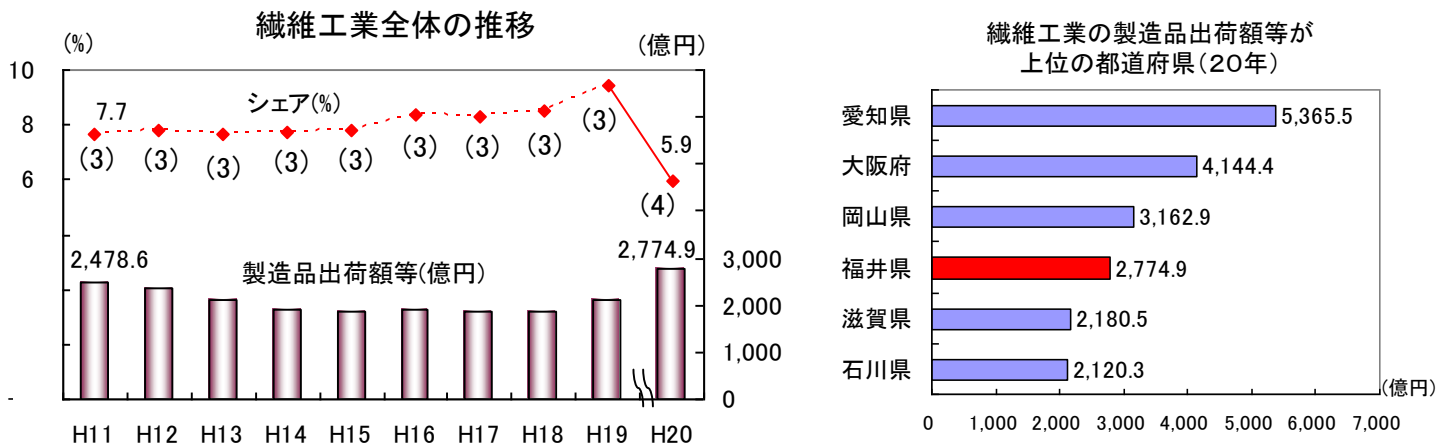 繊維工業全体の推移
(%)
(億円)
10
8
6
-
7.7
シェア(%)
5.9
(3)
(3)
(3)
(3)
(3)
(3)
(3)
(3)
(3)
(4)
2,478.6
製造品出荷額等(億円)
2,774.9
3,000
2,000
1,000
0
H11 H12 H13 H14 H15 H16 H17 H18 H19 H20
繊維工業の製造品出荷額等が
上位の都道府県(20年)
愛知県 5,365.5
大阪府 4,144.4
岡山県 3,162.9
福井県 2,774.9
滋賀県 2,180.5
石川県 2,120.3
(億円)
0 1,000 2,000 3,000 4,000 5,000 6,000 7,000